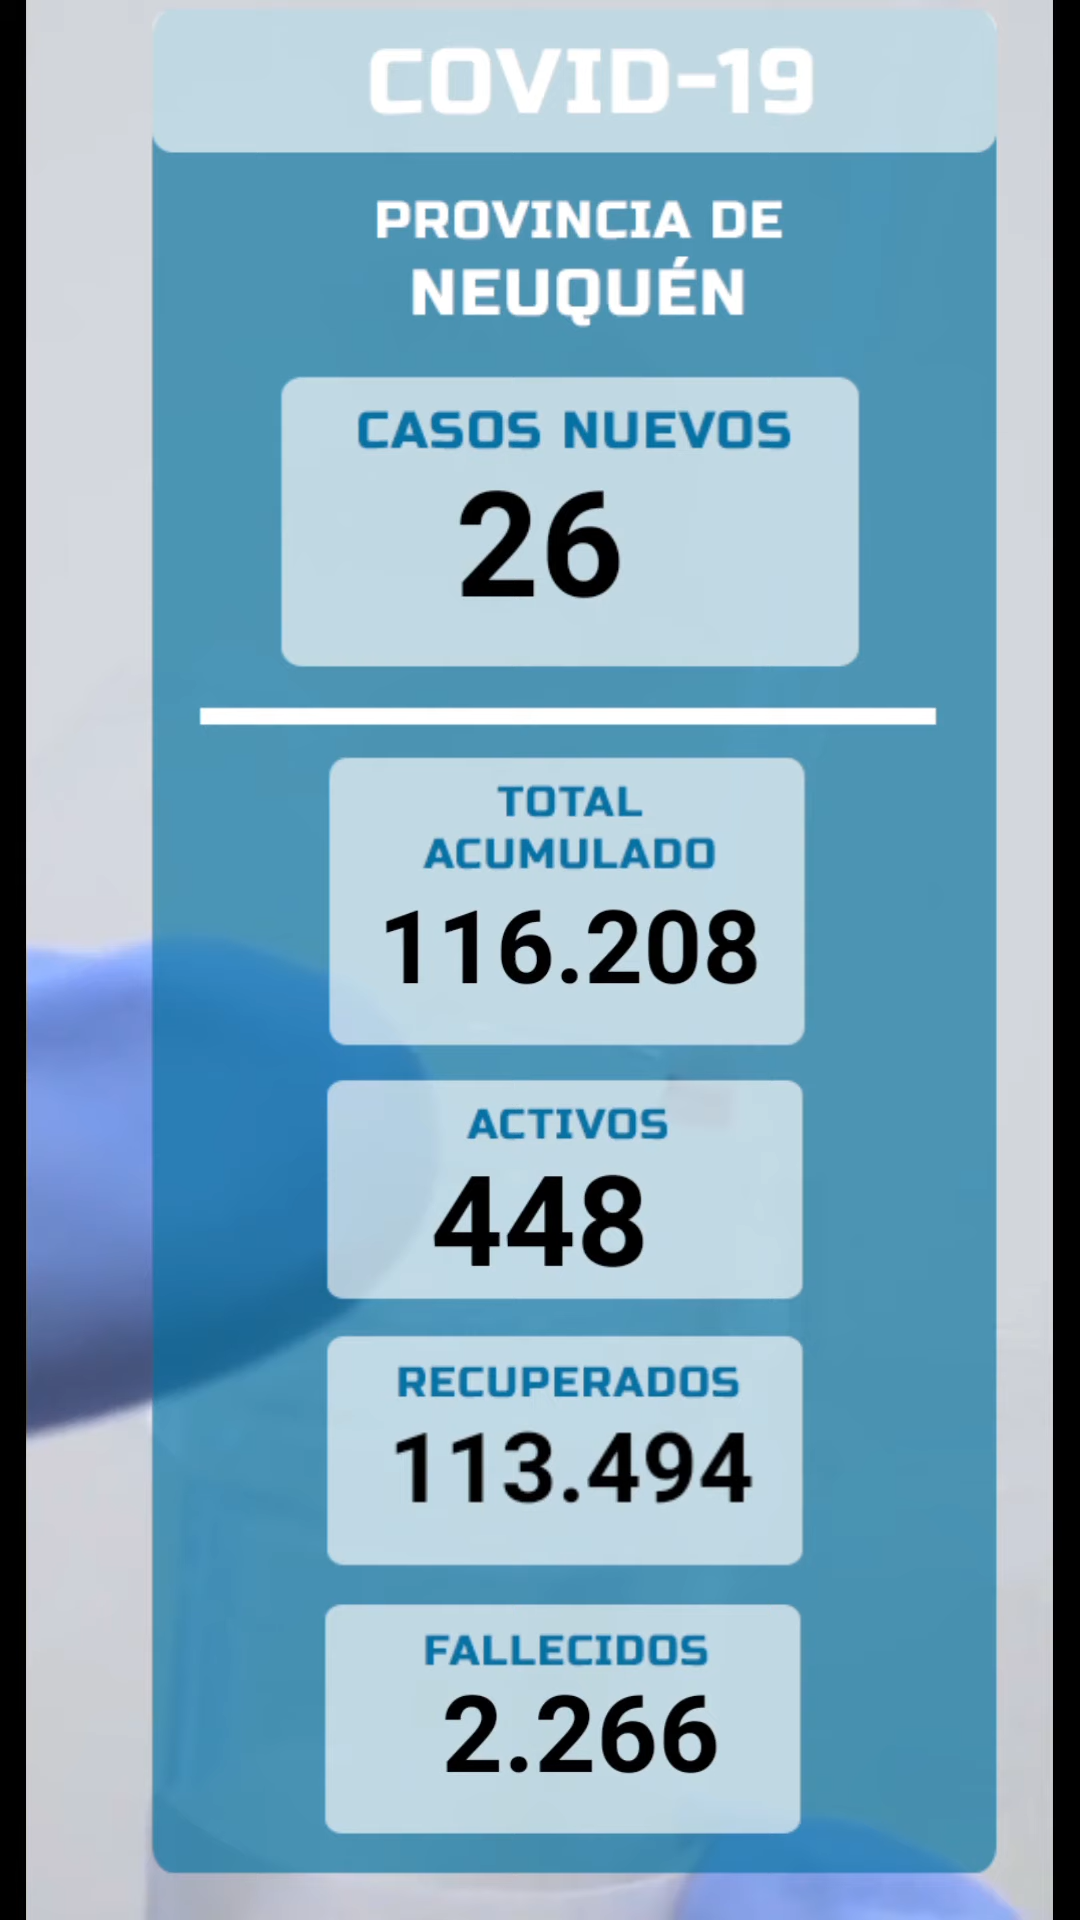 COVID-19
PROVINCIA DE
NEUQUÉN
CASOS NUEVOS
26
TOTAL
ACUMULADO
116.208
ACTIVOS
448
RECUPERADOS
113.494
FALLECIDOS
2.266